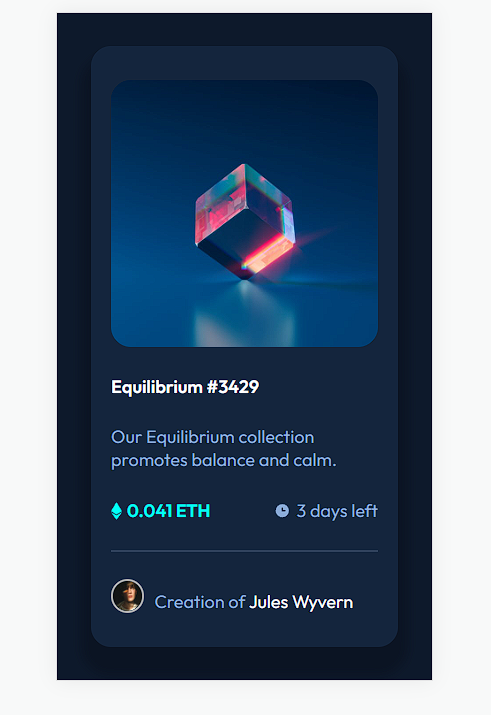 Equilibrium #3429
Our Equilibrium collection
promotes balance and calm.
0.041 ETH
3 days left
Creation of Jules Wyvern